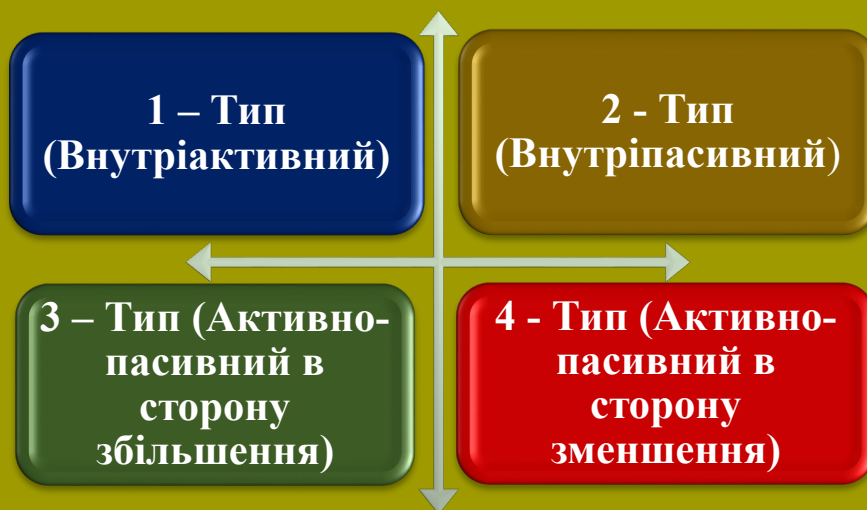 1 – Тип
(Внутріактивний)
2 - Тип
(Внутріпасивний)
3 – Тип (Активно-
пасивний в
сторону
збільшення)
4 - Тип (Активно-
пасивний в
сторону
зменшення)